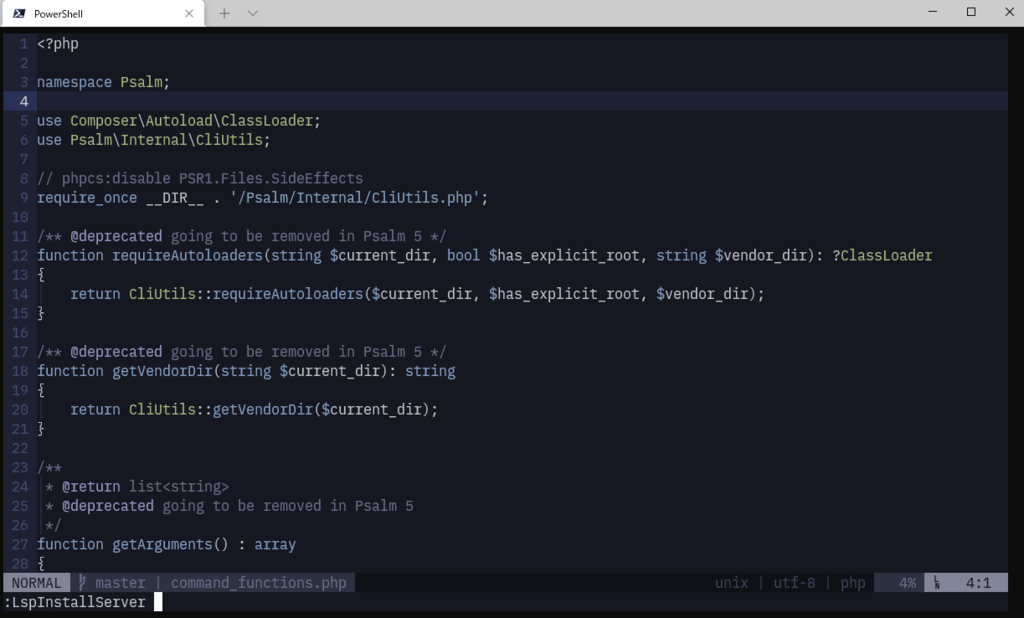 PowerShell
1 <?php
2
3 namespace Psalm;
4
5 use Composer\Autoload\ClassLoader;
6 use Psalm\Internal\CliUtils;
7
8 // phpcs:disable PSR1.Files.SideEffects
9 require_once __DIR__ . '/Psalm/Internal/CliUtils.php';
10
11 /** @deprecated going to be removed in Psalm 5 */
12 function requireAutoloaders(string $current_dir, bool $has_explicit_root, string $vendor_dir): ?ClassLoader
13 {
14     return CliUtils::requireAutoloaders($current_dir, $has_explicit_root, $vendor_dir);
15 }
16
17 /** @deprecated going to be removed in Psalm 5 */
18 function getVendorDir(string $current_dir): string
19 {
20     return CliUtils::getVendorDir($current_dir);
21 }
22
23 /**
24  * @return list<string>
25  * @deprecated going to be removed in Psalm 5
26  */
27 function getArguments() : array
28 {
NORMAL master | command_functions.php unix | utf-8 | php 4% 4:1
:LspInstallServer